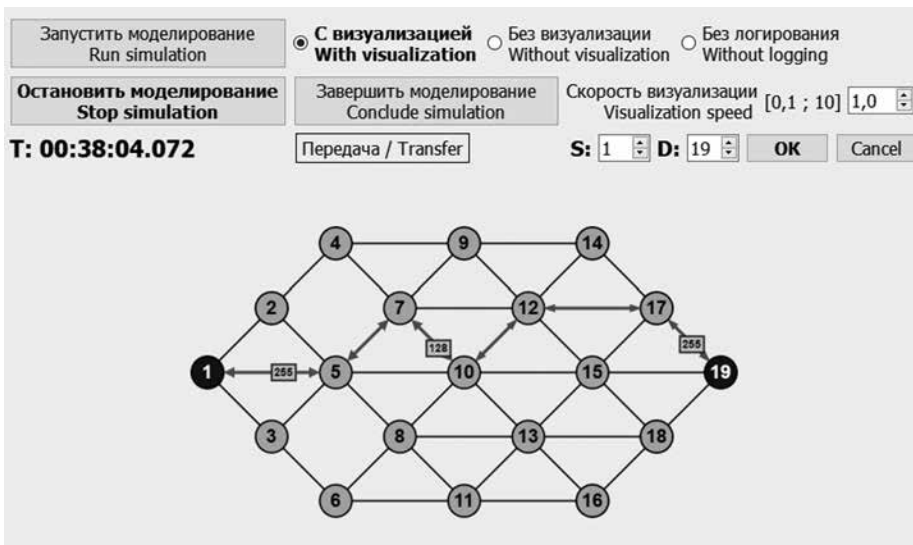 Запустить моделирование
Run simulation
С визуализацией
With visualization
Без визуализации
Without visualization
Без логирования
Without logging
Остановить моделирование
Stop simulation
Завершить моделирование
Conclude simulation
Скорость визуализации
Visualization speed
[0,1 ; 10] 1,0
T: 00:38:04.072
Передача / Transfer
S: 1 D: 19 OK Cancel
4 9 14
2 7 12 17
128 255
1 255 5 10 15 19
3 8 13 18
6 11 16